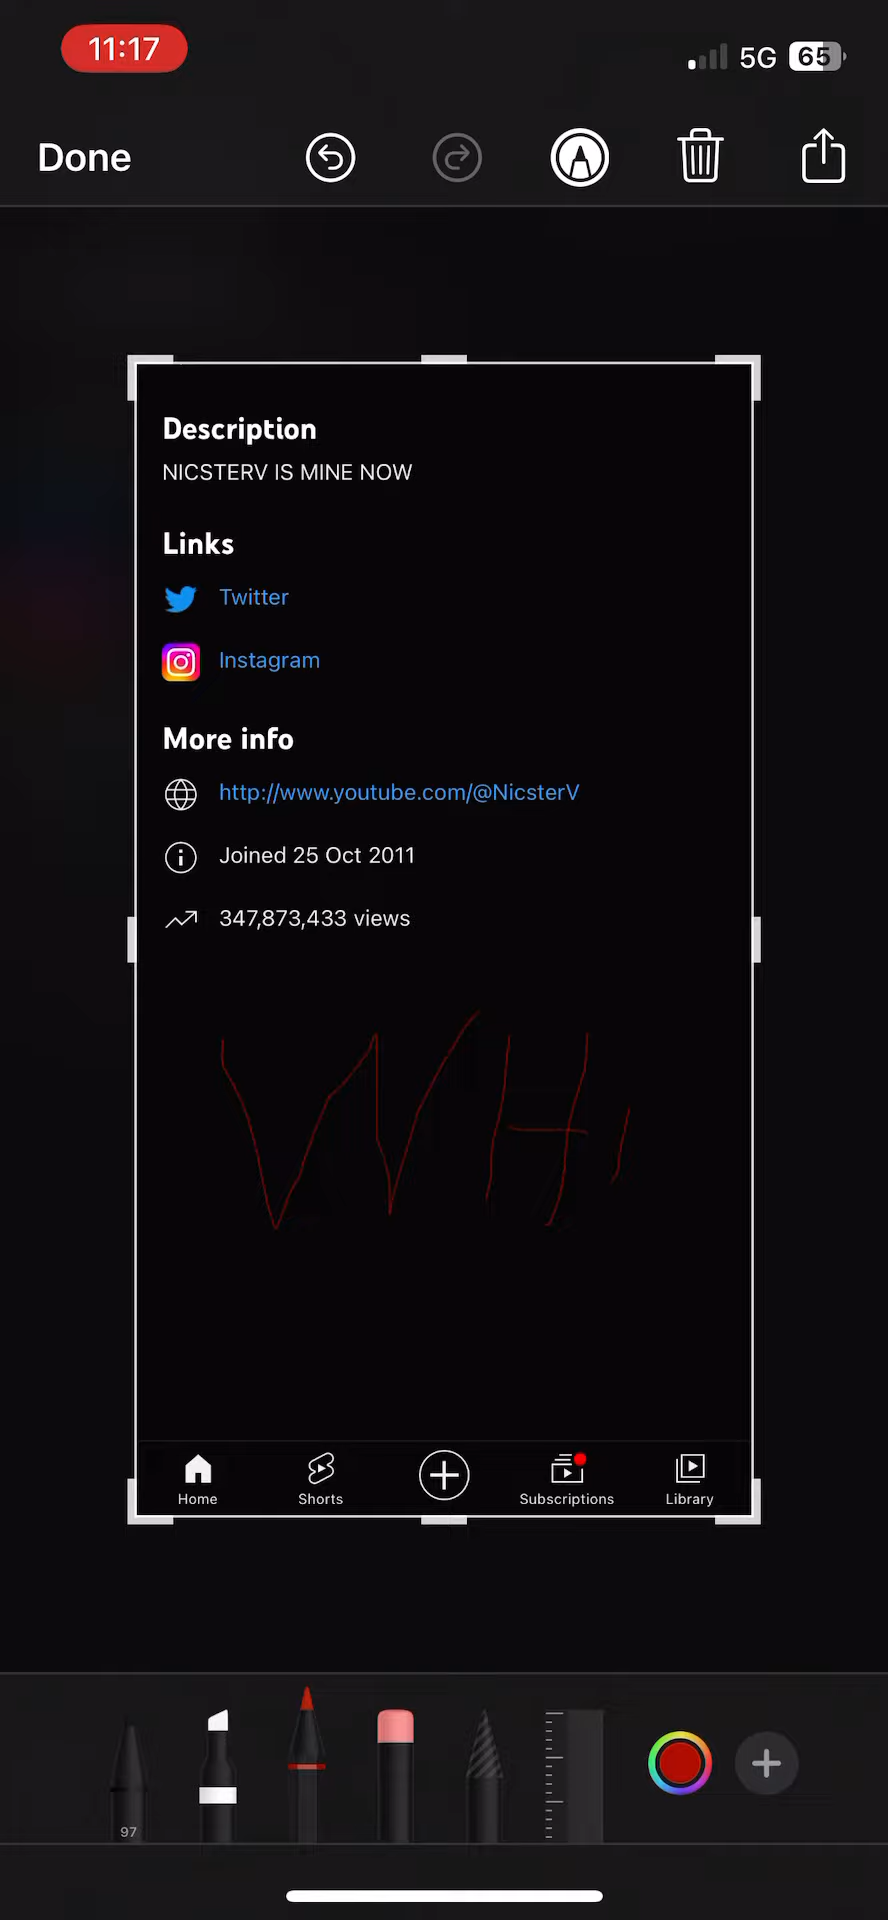 11:17
5G 65
Done
Description
NICSTERV IS MINE NOW
Links
Twitter
Instagram
More info
http://www.youtube.com/@NicsterV
Joined 25 Oct 2011
347,873,433 views
WHI
Home Shorts Subscriptions Library
97